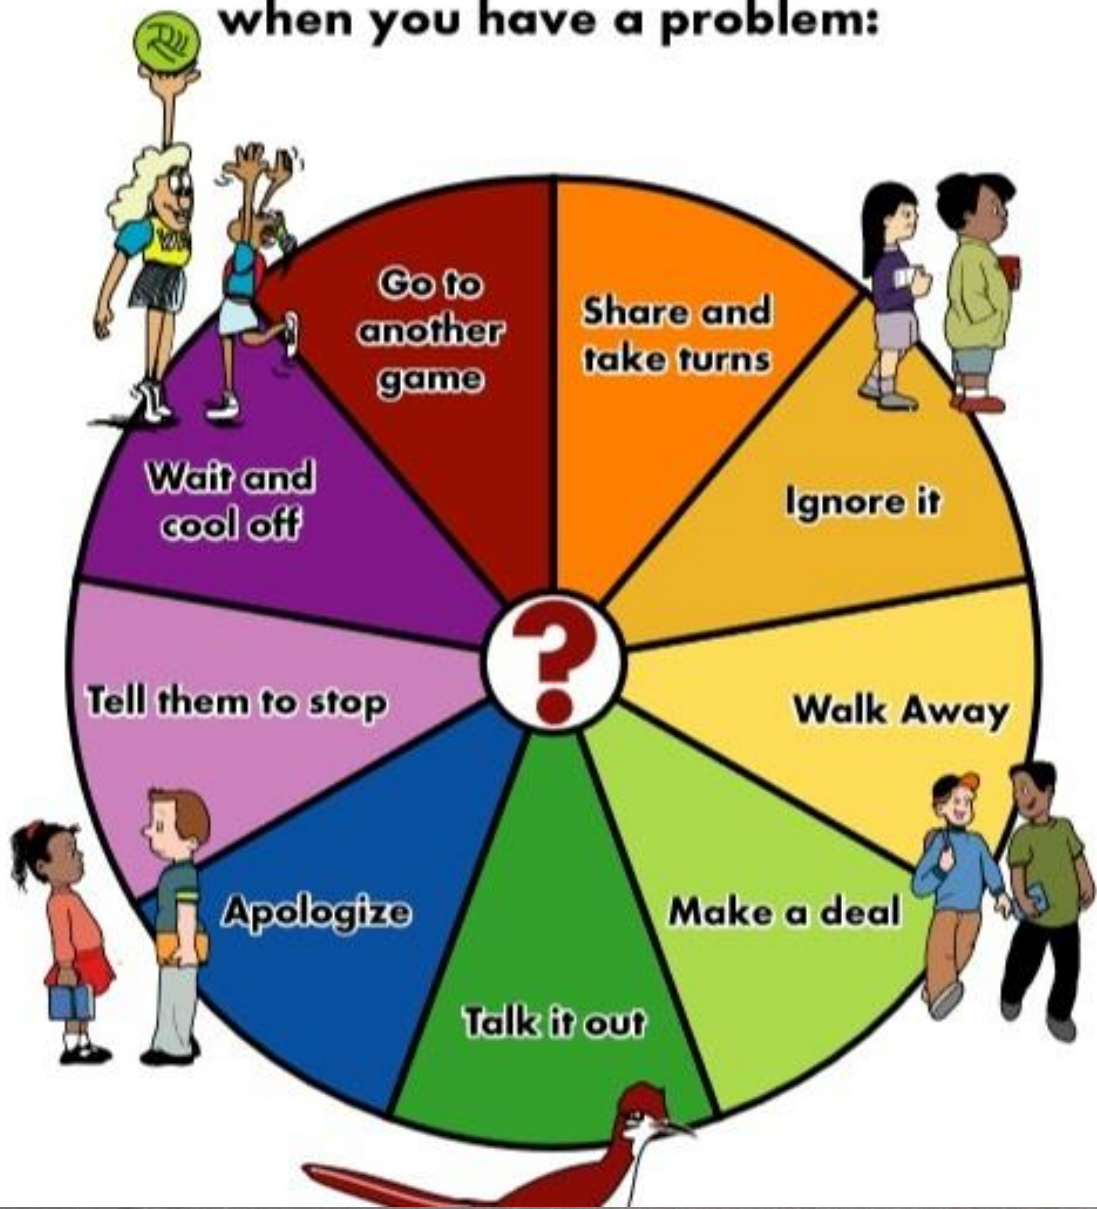 when you have a problem:
Go to
another
game
Share and
take turns
Ignore it
Walk Away
Make a deal
Talk it out
Apologize
Tell them to stop
Wait and
cool off
?